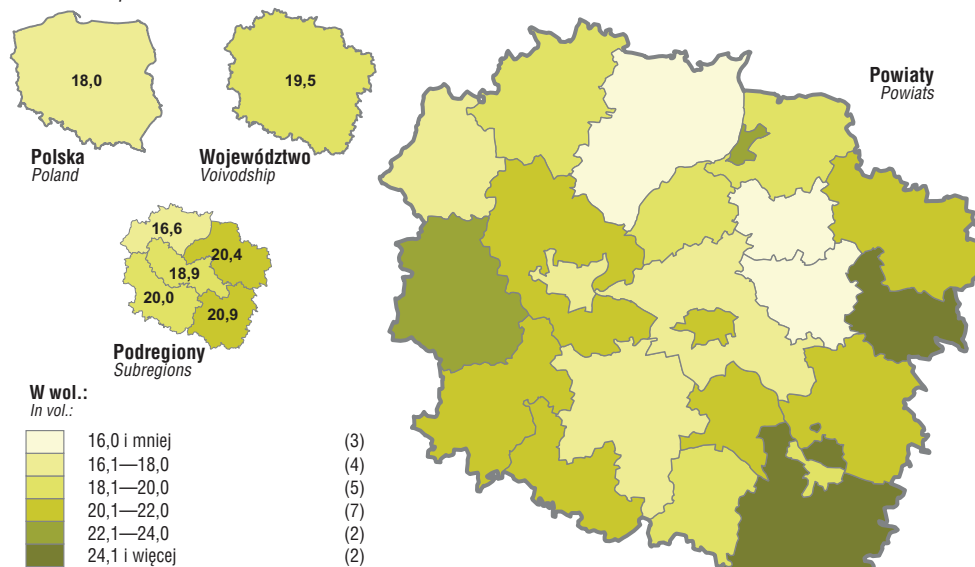 18,0
Polska
Poland
19,5
Województwo
Voivodship
Powiaty
Powiats
16,6
20,4
18,9
20,0
20,9
Podregiony
Subregions
W wol.:
In vol.:
16,0 i mniej (3)
16,1—18,0 (4)
18,1—20,0 (5)
20,1—22,0 (7)
22,1—24,0 (2)
24,1 i więcej (2)